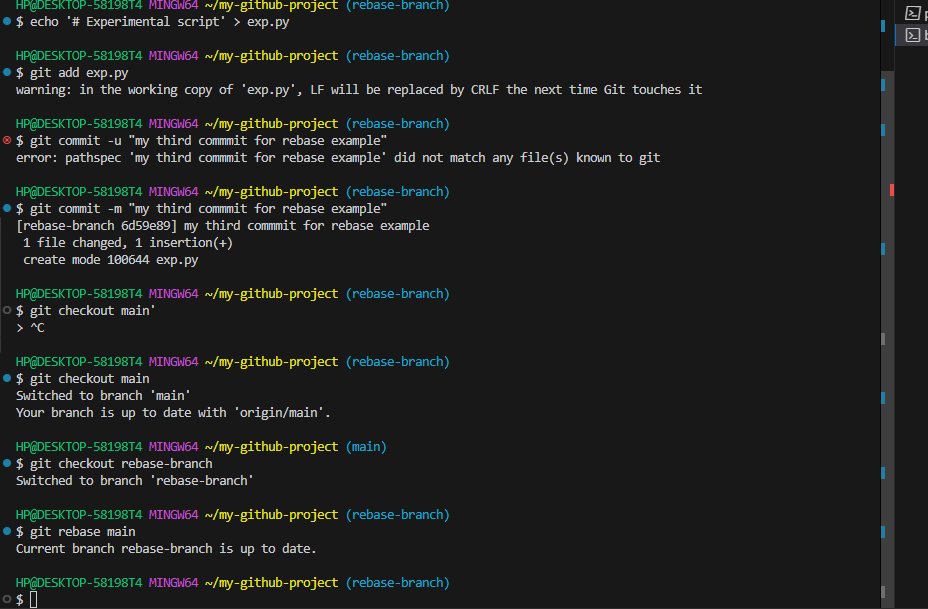 HP@DESKTOP-58198T4 MINGW64 ~/my-github-project (rebase-branch)
$ echo '# Experimental script' > exp.py
HP@DESKTOP-58198T4 MINGW64 ~/my-github-project (rebase-branch)
$ git add exp.py
warning: in the working copy of 'exp.py', LF will be replaced by CRLF the next time Git touches it
HP@DESKTOP-58198T4 MINGW64 ~/my-github-project (rebase-branch)
$ git commit -u "my third commmit for rebase example"
error: pathspec 'my third commmit for rebase example' did not match any file(s) known to git
HP@DESKTOP-58198T4 MINGW64 ~/my-github-project (rebase-branch)
$ git commit -m "my third commmit for rebase example"
[rebase-branch 6d59e89] my third commmit for rebase example
1 file changed, 1 insertion(+)
create mode 100644 exp.py
HP@DESKTOP-58198T4 MINGW64 ~/my-github-project (rebase-branch)
$ git checkout main'
> ^C
HP@DESKTOP-58198T4 MINGW64 ~/my-github-project (rebase-branch)
$ git checkout main
Switched to branch 'main'
Your branch is up to date with 'origin/main'.
HP@DESKTOP-58198T4 MINGW64 ~/my-github-project (main)
$ git checkout rebase-branch
Switched to branch 'rebase-branch'
HP@DESKTOP-58198T4 MINGW64 ~/my-github-project (rebase-branch)
$ git rebase main
Current branch rebase-branch is up to date.
HP@DESKTOP-58198T4 MINGW64 ~/my-github-project (rebase-branch)
$